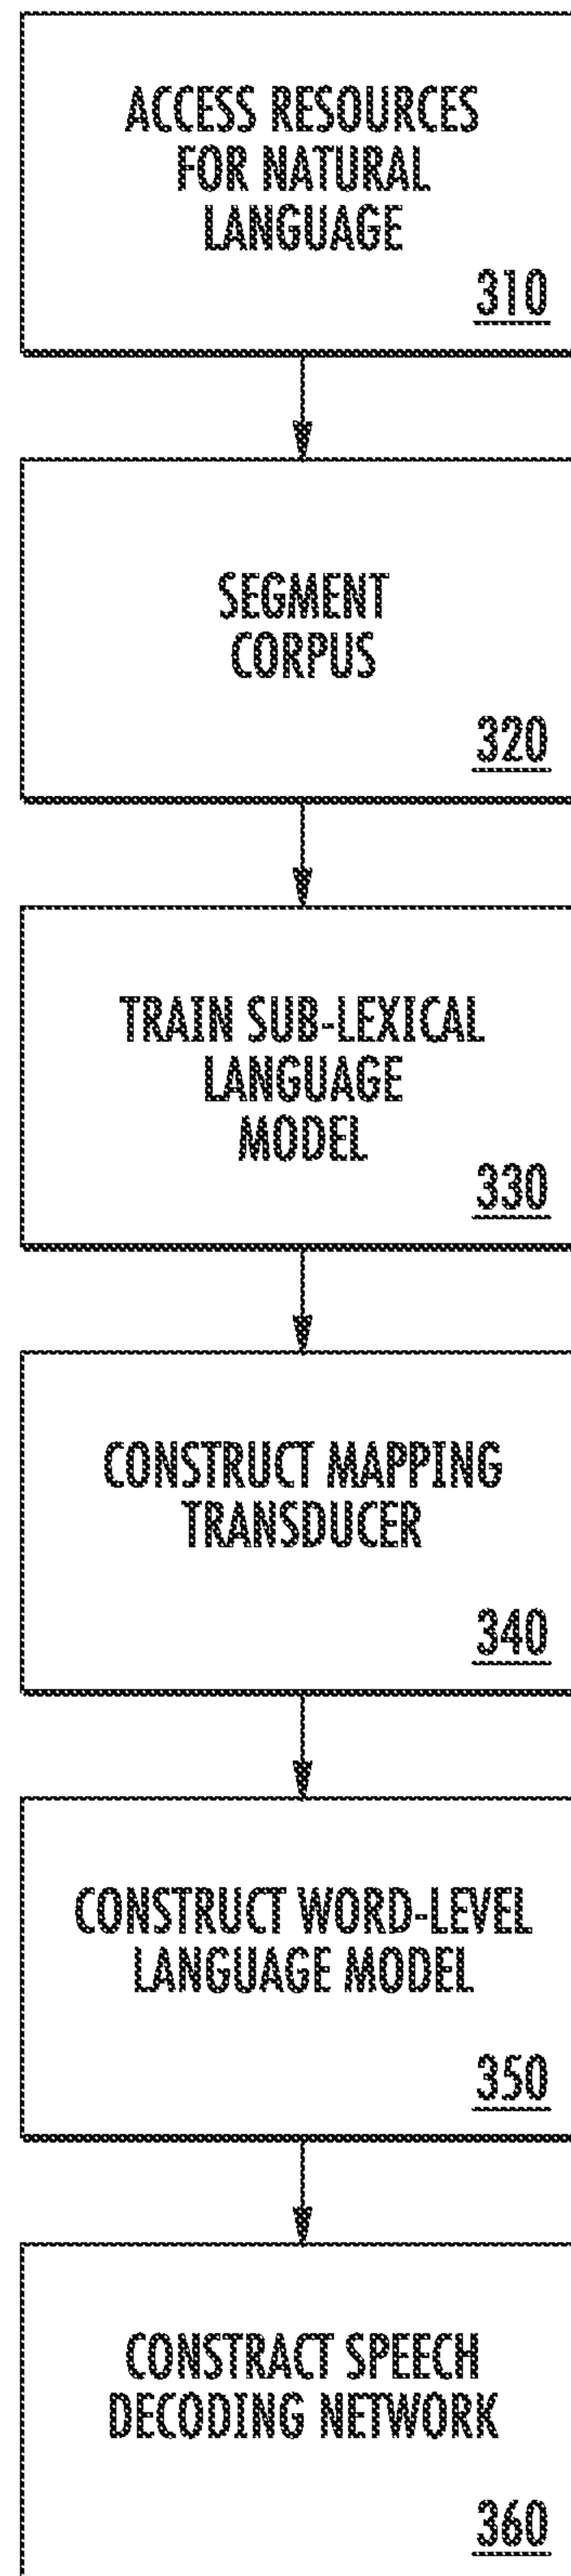 ACCESS RESOURCES
FOR NATURAL
LANGUAGE
310
SEGMENT
CORPUS
320
TRAIN SUB-LEXICAL
LANGUAGE
MODEL
330
CONSTRUCT MAPPING
TRANSDUCER
340
CONSTRUCT WORD-LEVEL
LANGUAGE MODEL
350
CONSTRACT SPEECH
DECODING NETWORK
360